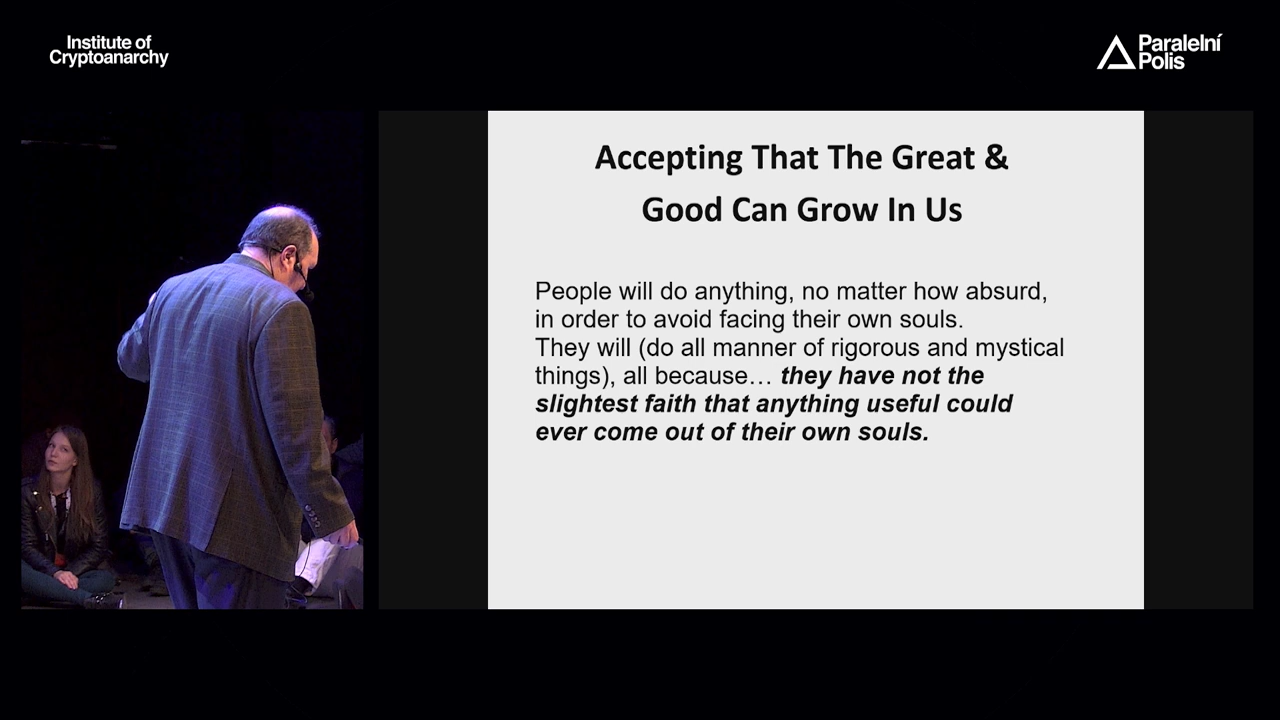 Institute of
Cryptoanarchy
Paralelní
Polis
Accepting That The Great &
Good Can Grow In Us
People will do anything, no matter how absurd,
in order to avoid facing their own souls.
They will (do all manner of rigorous and mystical
things), all because… they have not the
slightest faith that anything useful could
ever come out of their own souls.